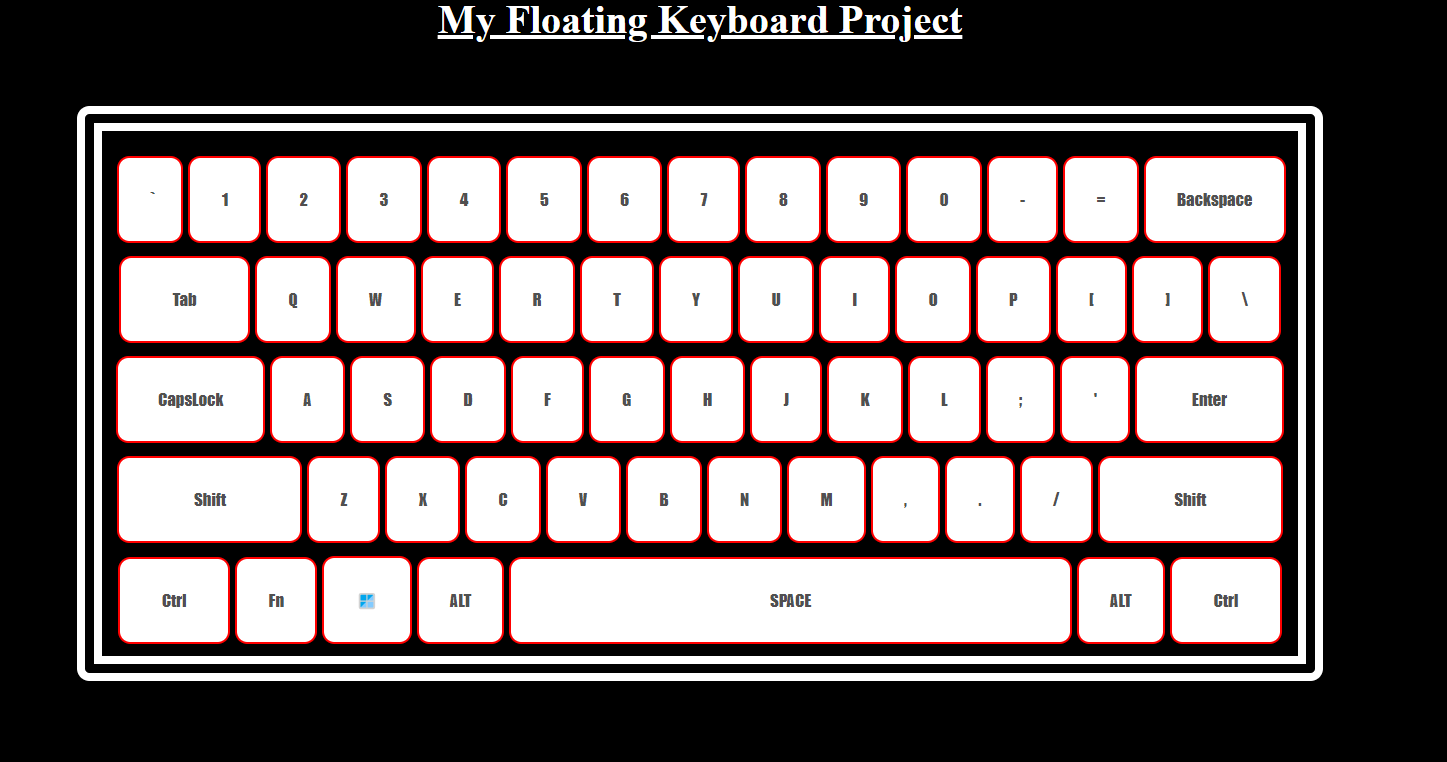 My Floating Keyboard Project
` 1 2 3 4 5 6 7 8 9 0 - = Backspace
Tab Q W E R T Y U I O P [ ] \
CapsLock A S D F G H J K L ; ' Enter
Shift Z X C V B N M , . / Shift
Ctrl Fn ALT SPACE ALT Ctrl